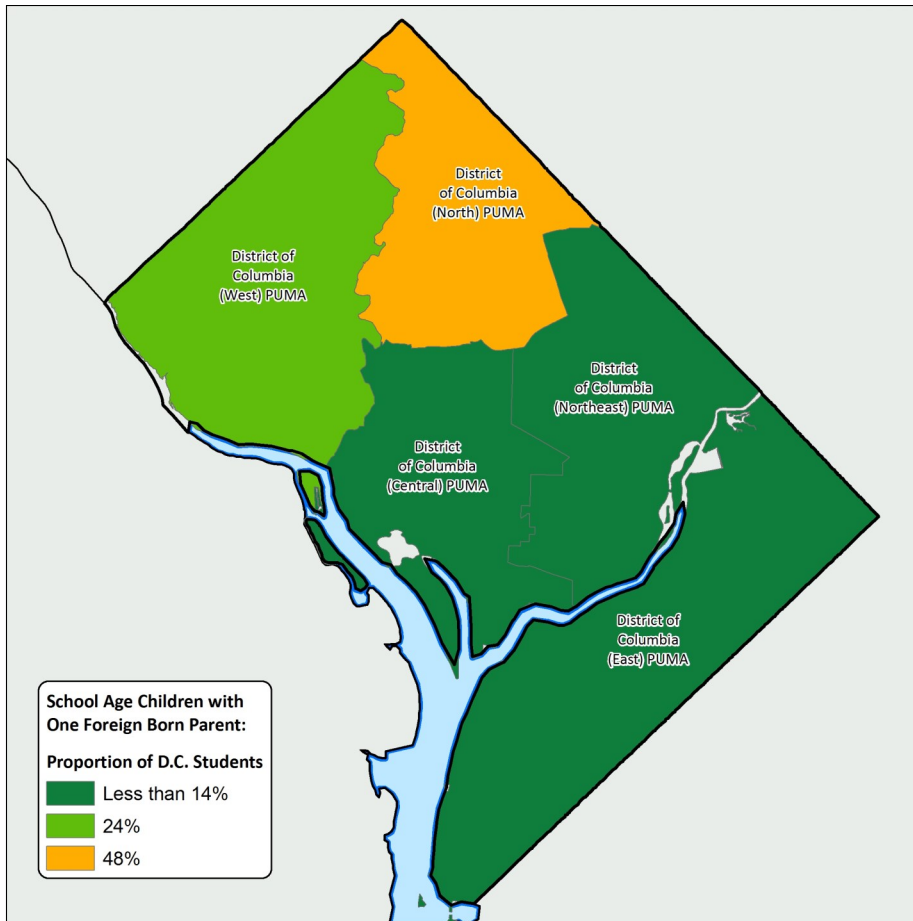 District
of Columbia
(North) PUMA
District of
Columbia
(West) PUMA
District
of Columbia
(Northeast) PUMA
District
of Columbia
(Central) PUMA
District of
Columbia
(East) PUMA
School Age Children with
One Foreign Born Parent:
Proportion of D.C. Students
Less than 14%
24%
48%